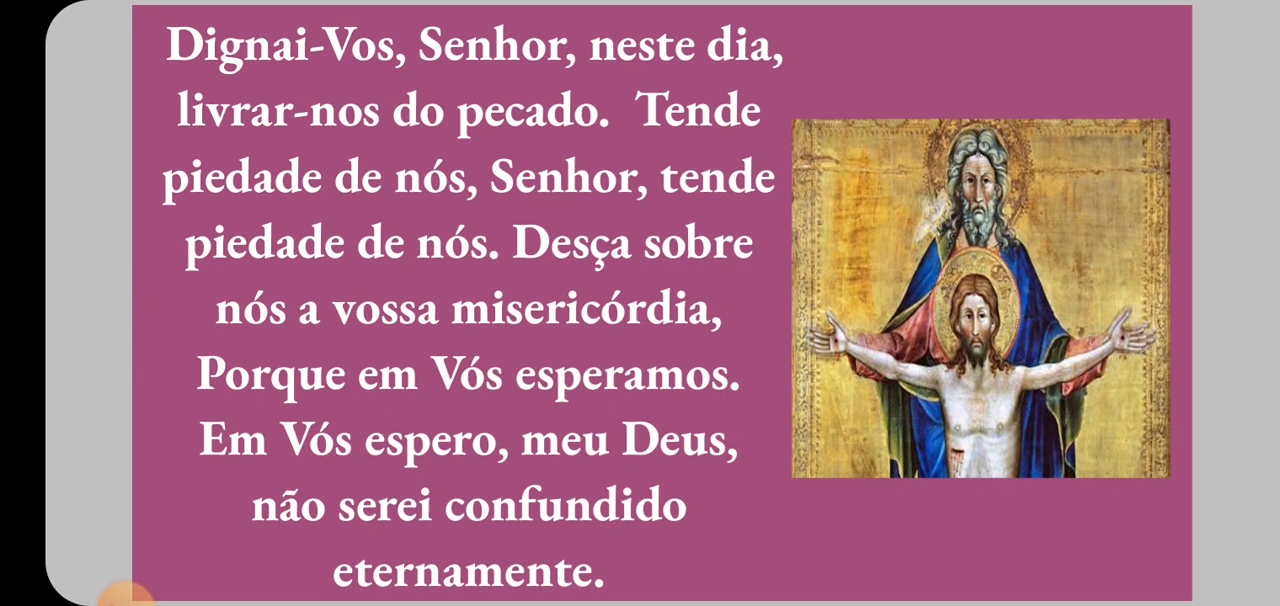 Dignai-Vos, Senhor, neste dia,
livrar-nos do pecado. Tende
piedade de nós, Senhor, tende
piedade de nós. Desça sobre
nós a vossa misericórdia,
Porque em Vós esperamos.
Em Vós espero, meu Deus,
não serei confundido
eternamente.